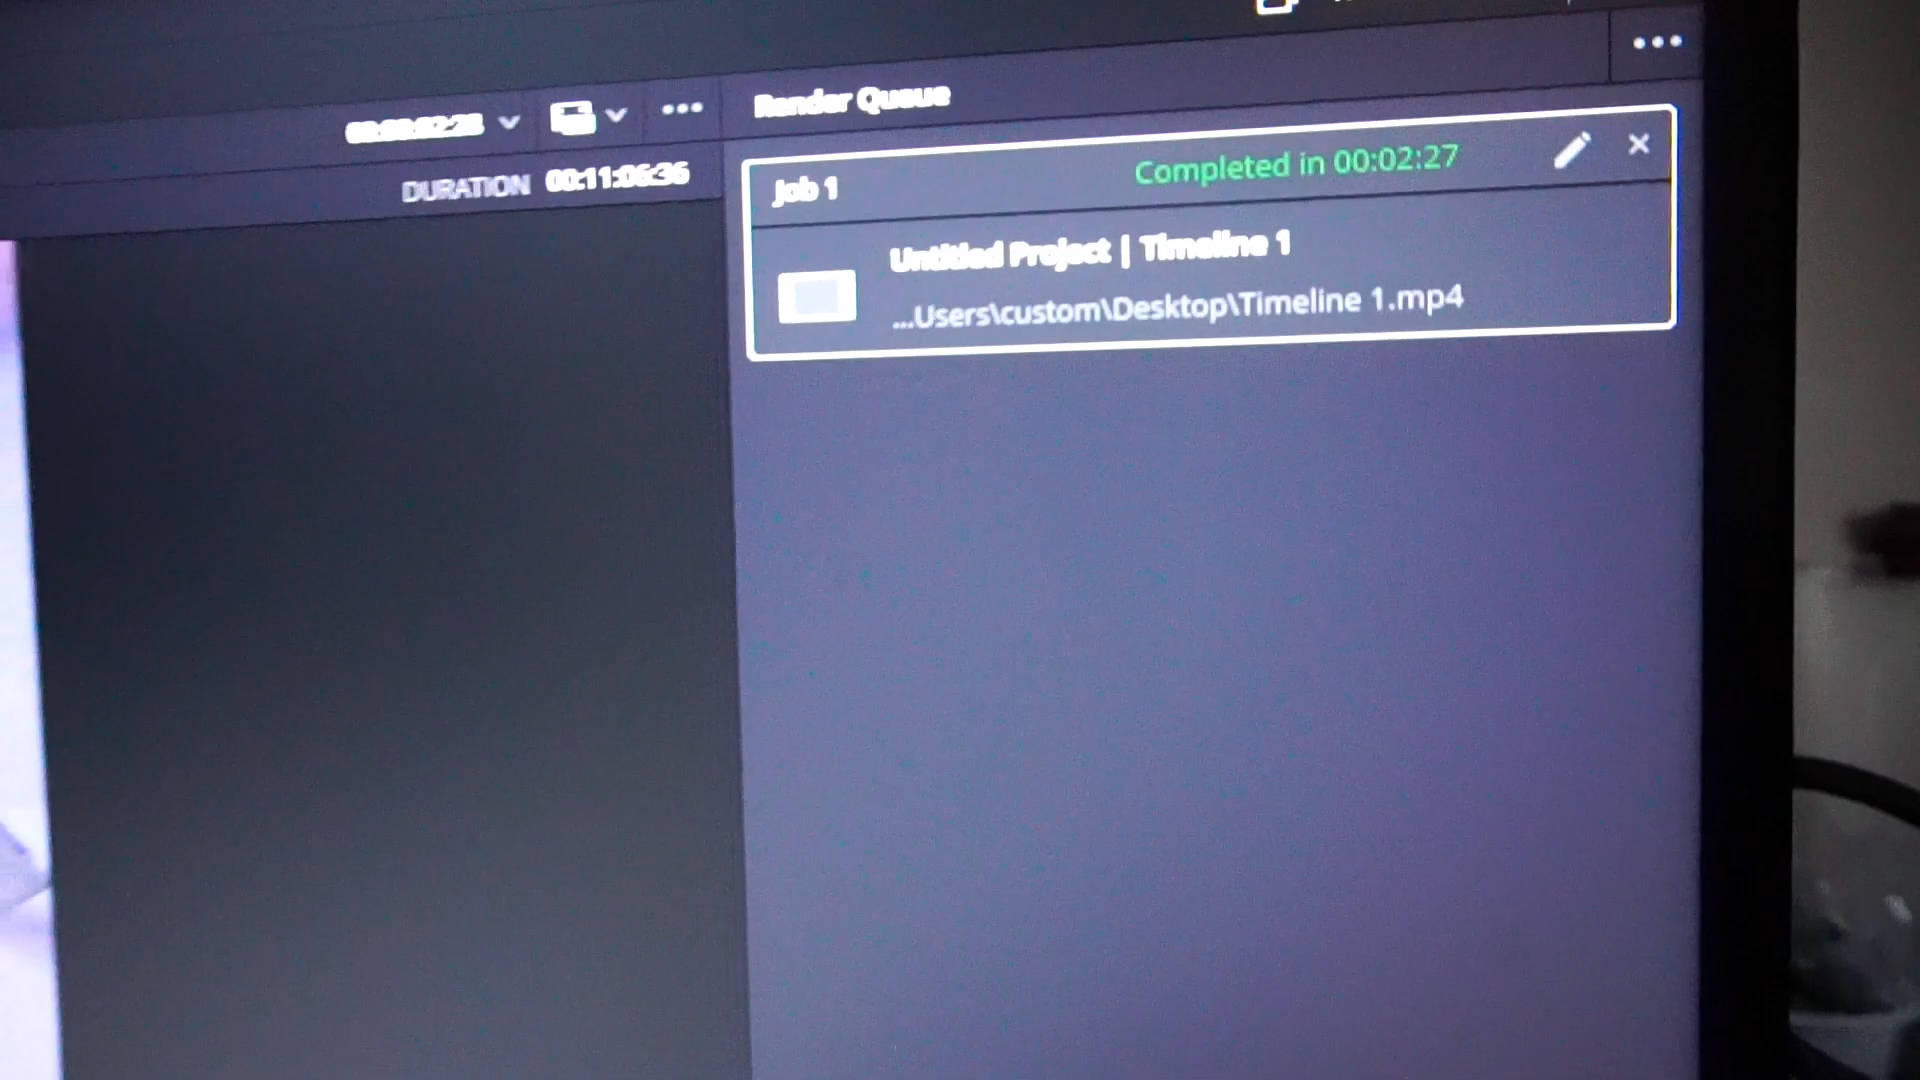 Render Queue
DURATION 00:11:06:36
Job 1
Completed in 00:02:27
Untitled Project | Timeline 1
...Users\custom\Desktop\Timeline 1.mp4